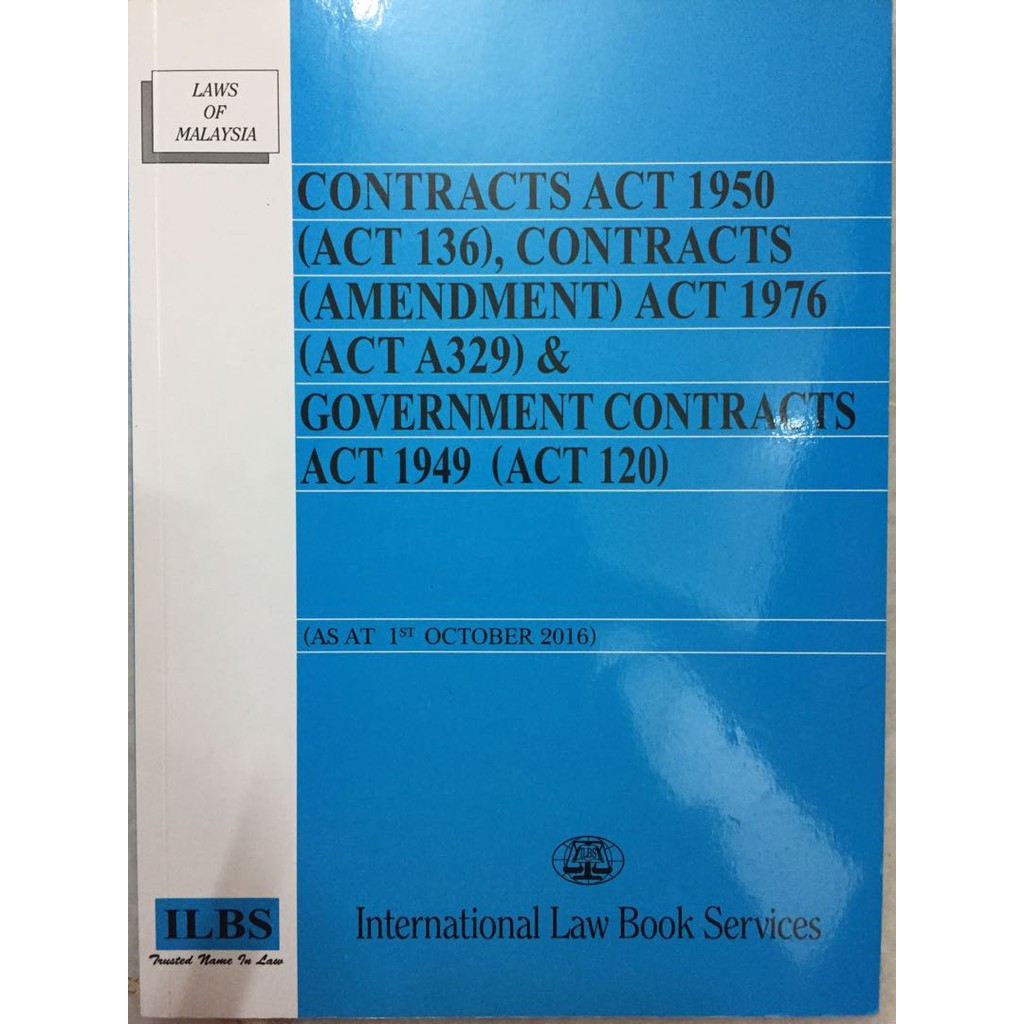 LAWS
OF
MALAYSIA
CONTRACTS ACT 1950
(ACT 136), CONTRACTS
(AMENDMENT) ACT 1976
(ACT A329) &
GOVERNMENT CONTRACTS
ACT 1949 (ACT 120)
(AS AT 1ST OCTOBER 2016)
ILBS
International Law Book Services
ILBS
Trusted Name In Law